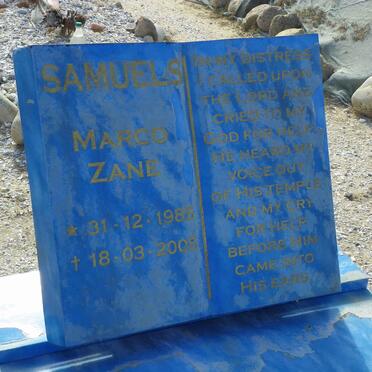 SAMUELS
MARCO
ZANE
* 31-12-1985
† 18-03-2008
IN MY DISTRESS
I CALLED UPON
THE LORD AND
CRIED TO MY
GOD FOR HELP.
HE HEARD MY
VOICE OUT
OF HIS TEMPLE
AND MY CRY
FOR HELP
BEFORE HIM
CAME INTO
HIS EARS